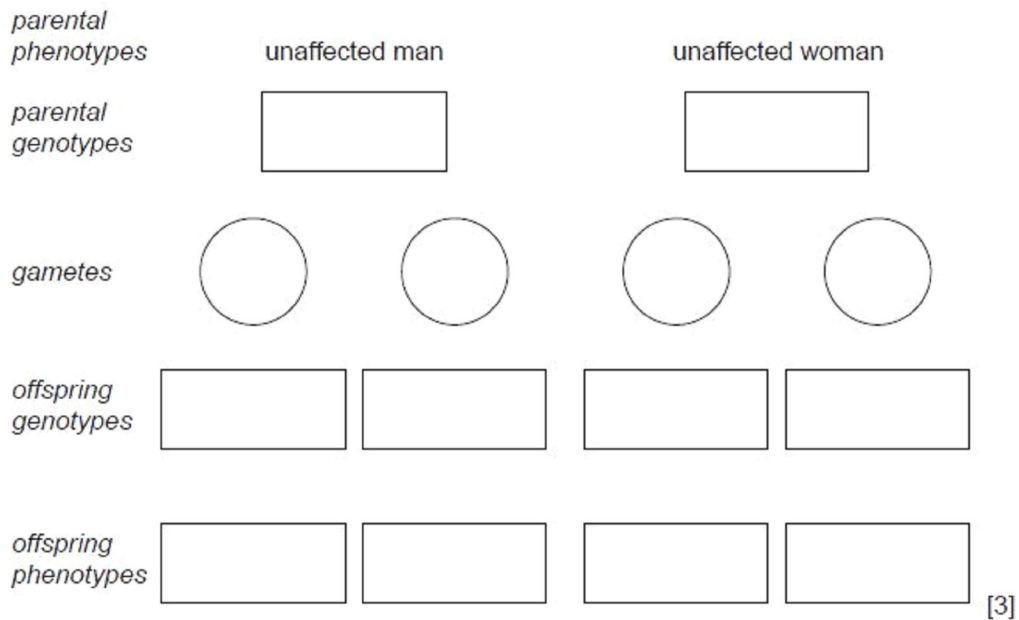 parental
phenotypes
unaffected man
unaffected woman
parental
genotypes
gametes
offspring
genotypes
offspring
phenotypes
[3]